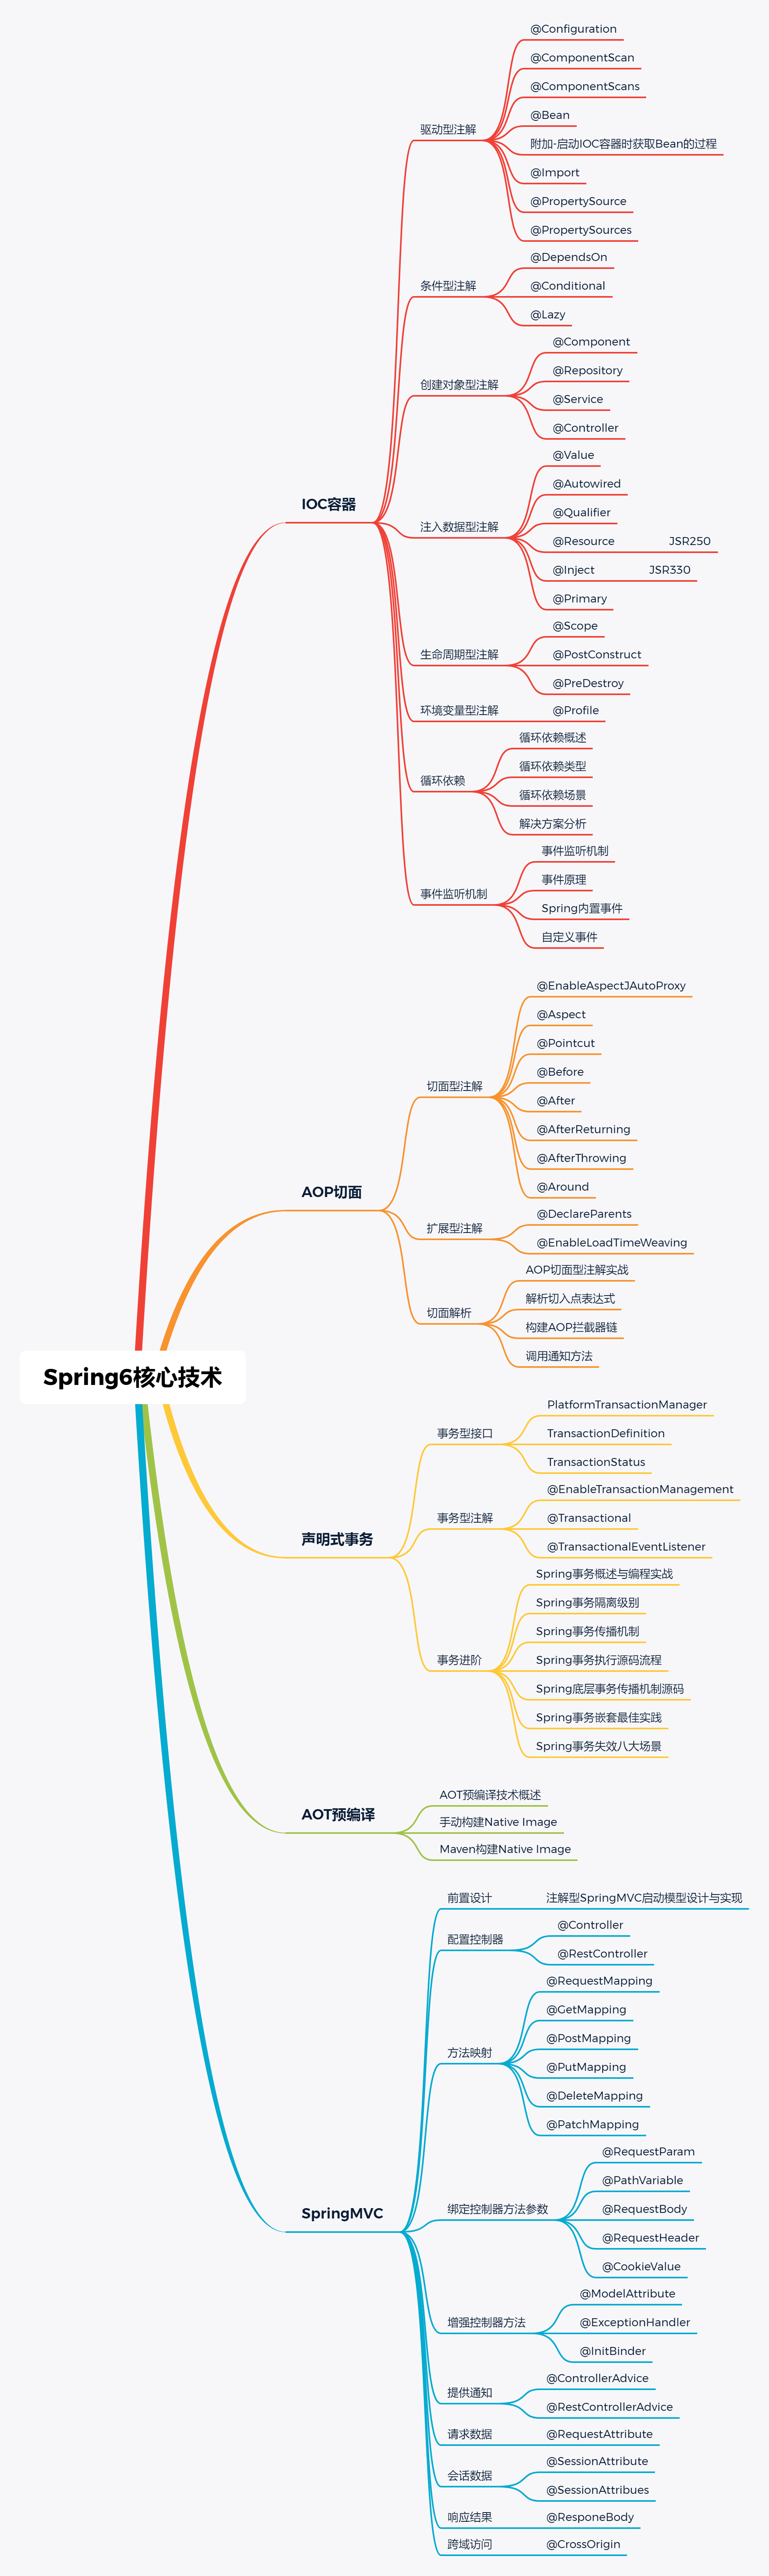 Spring6核心技术
IOC容器
驱动型注解
@Configuration
@ComponentScan
@ComponentScans
@Bean
附加-启动IOC容器时获取Bean的过程
@Import
@PropertySource
@PropertySources
条件型注解
@DependsOn
@Conditional
@Lazy
创建对象型注解
@Component
@Repository
@Service
@Controller
注入数据型注解
@Value
@Autowired
@Qualifier
@Resource JSR250
@Inject JSR330
@Primary
生命周期型注解
@Scope
@PostConstruct
@PreDestroy
环境变量型注解
@Profile
循环依赖
循环依赖概述
循环依赖类型
循环依赖场景
解决方案分析
事件监听机制
事件监听机制
事件原理
Spring内置事件
自定义事件
AOP切面
切面型注解
@EnableAspectJAutoProxy
@Aspect
@Pointcut
@Before
@After
@AfterReturning
@AfterThrowing
@Around
扩展型注解
@DeclareParents
@EnableLoadTimeWeaving
切面解析
AOP切面型注解实战
解析切入点表达式
构建AOP拦截器链
调用通知方法
声明式事务
事务型接口
PlatformTransactionManager
TransactionDefinition
TransactionStatus
事务型注解
@EnableTransactionManagement
@Transactional
@TransactionalEventListener
事务进阶
Spring事务概述与编程实战
Spring事务隔离级别
Spring事务传播机制
Spring事务执行源码流程
Spring底层事务传播机制源码
Spring事务嵌套最佳实践
Spring事务失效八大场景
AOT预编译
AOT预编译技术概述
手动构建Native Image
Maven构建Native Image
SpringMVC
前置设计
注解型SpringMVC启动模型设计与实现
配置控制器
@Controller
@RestController
方法映射
@RequestMapping
@GetMapping
@PostMapping
@PutMapping
@DeleteMapping
@PatchMapping
绑定控制器方法参数
@RequestParam
@PathVariable
@RequestBody
@RequestHeader
@CookieValue
增强控制器方法
@ModelAttribute
@ExceptionHandler
@InitBinder
提供通知
@ControllerAdvice
@RestControllerAdvice
请求数据
@RequestAttribute
会话数据
@SessionAttribute
@SessionAttribues
响应结果
@ResponeBody
跨域访问
@CrossOrigin